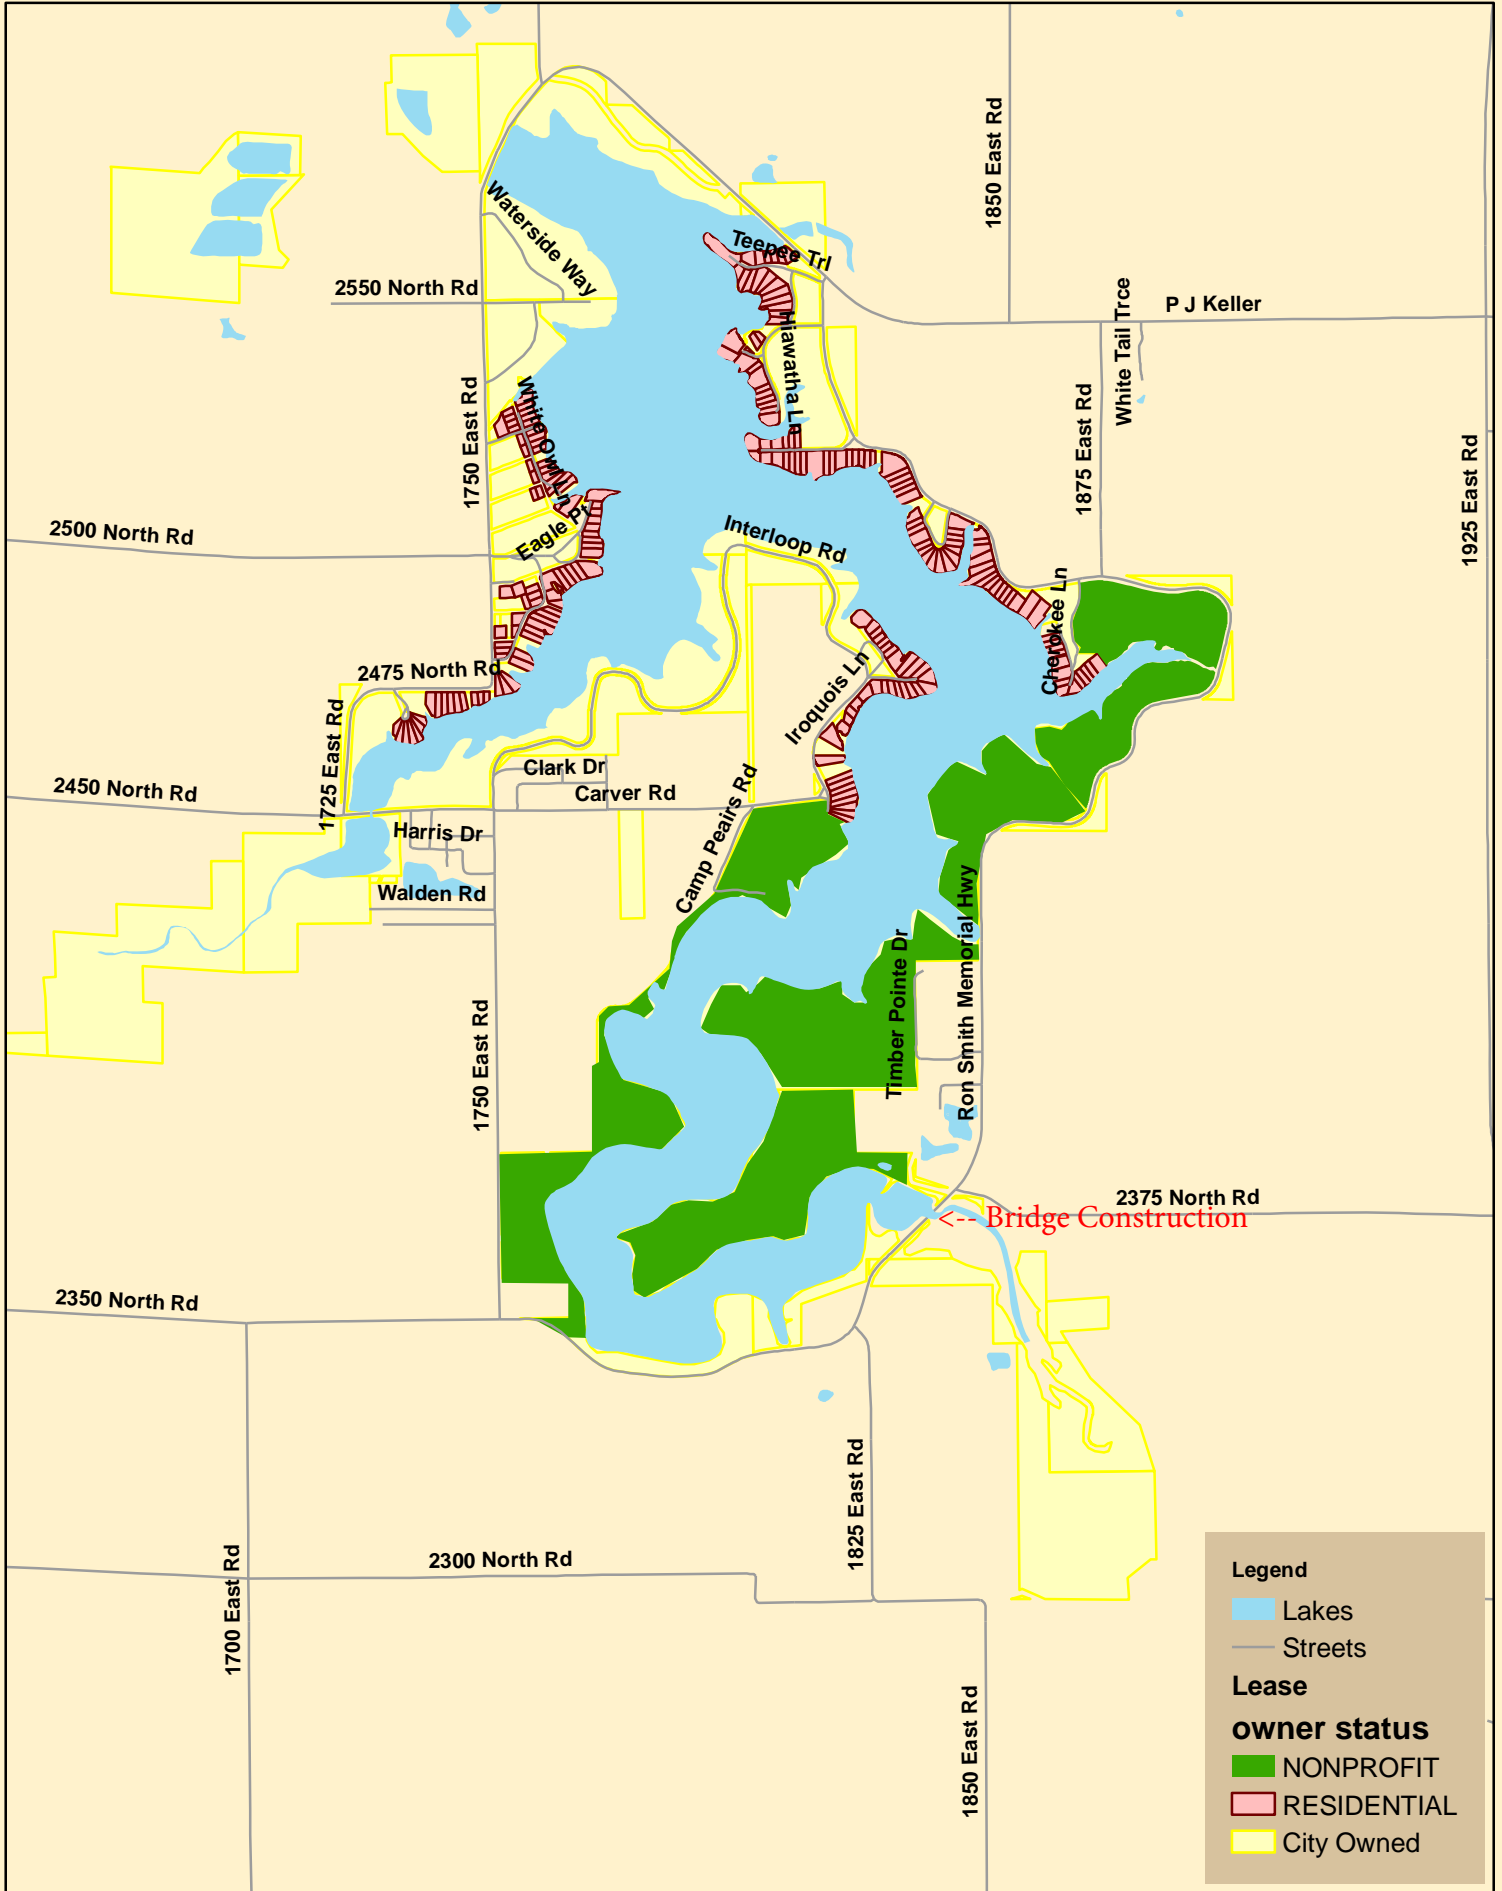 1850 East Rd
Waterside Way
Teepee Trl
2550 North Rd
P J Keller
White Tail Trce
Hiawatha Ln
1750 East Rd
White Owl Ln
1875 East Rd
1925 East Rd
2500 North Rd
Eagle Pt
Interloop Rd
Cherokee Ln
2475 North Rd
Iroquois Ln
1725 East Rd
2450 North Rd
Clark Dr
Carver Rd
Camp Peairs Rd
Harris Dr
Walden Rd
Timber Pointe Dr
Ron Smith Memorial Hwy
1750 East Rd
2375 North Rd
<-- Bridge Construction
2350 North Rd
1825 East Rd
2300 North Rd
1700 East Rd
1850 East Rd
Legend
Lakes
Streets
Lease
owner status
NONPROFIT
RESIDENTIAL
City Owned